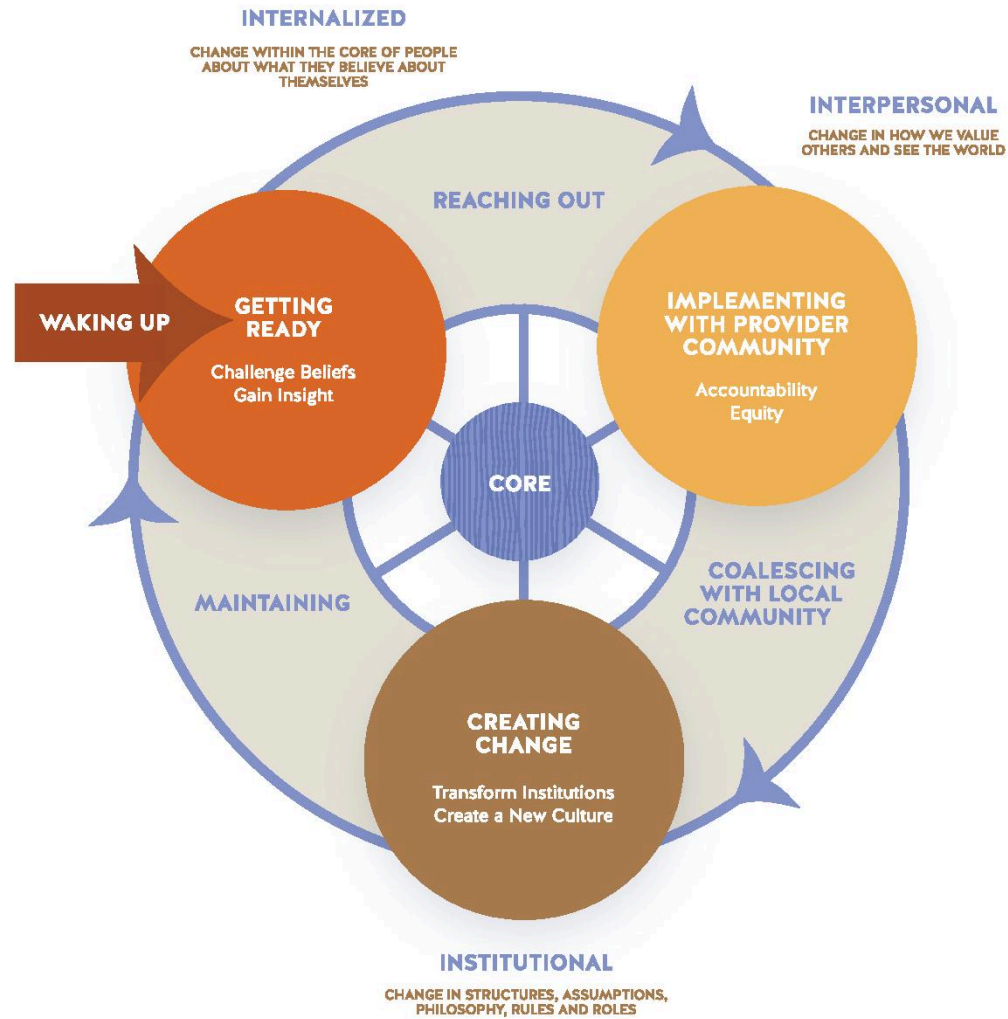 INTERNALIZED
CHANGE WITHIN THE CORE OF PEOPLE
ABOUT WHAT THEY BELIEVE ABOUT
THEMSELVES
INTERPERSONAL
CHANGE IN HOW WE VALUE
OTHERS AND SEE THE WORLD
REACHING OUT
WAKING UP
GETTING
READY
Challenge Beliefs
Gain Insight
IMPLEMENTING
WITH PROVIDER
COMMUNITY
Accountability
Equity
CORE
COALESCING
WITH LOCAL
COMMUNITY
MAINTAINING
CREATING
CHANGE
Transform Institutions
Create a New Culture
INSTITUTIONAL
CHANGE IN STRUCTURES, ASSUMPTIONS,
PHILOSOPHY, RULES AND ROLES